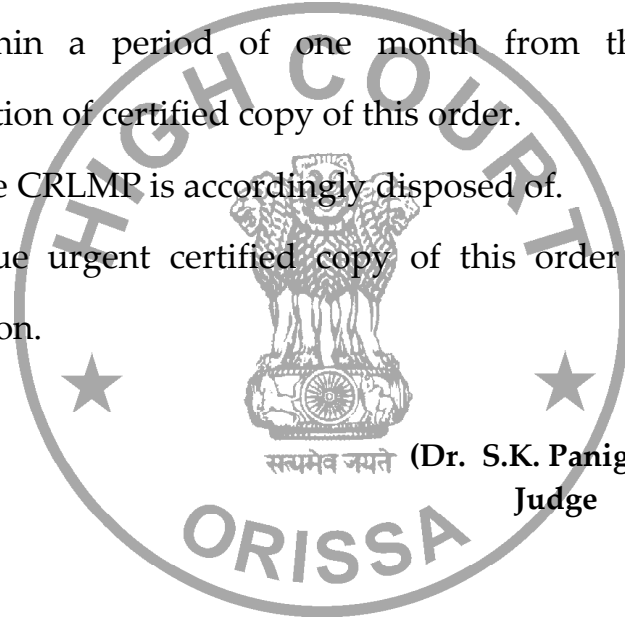 hin a period of one month from th
tion of certified copy of this order.
e CRLMP is accordingly disposed of.
ue urgent certified copy of this order
on.
(Dr. S.K. Panig
Judge
HIGH COURT
ORISSA
सत्यमेव जयते